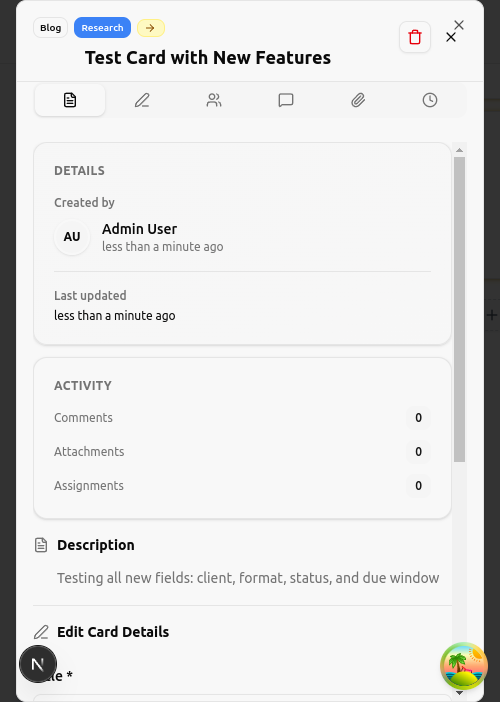 Blog
Research
→
Test Card with New Features
DETAILS
Created by
AU
Admin User
less than a minute ago
Last updated
less than a minute ago
ACTIVITY
Comments
0
Attachments
0
Assignments
0
Description
Testing all new fields: client, format, status, and due window
Edit Card Details
N
le *